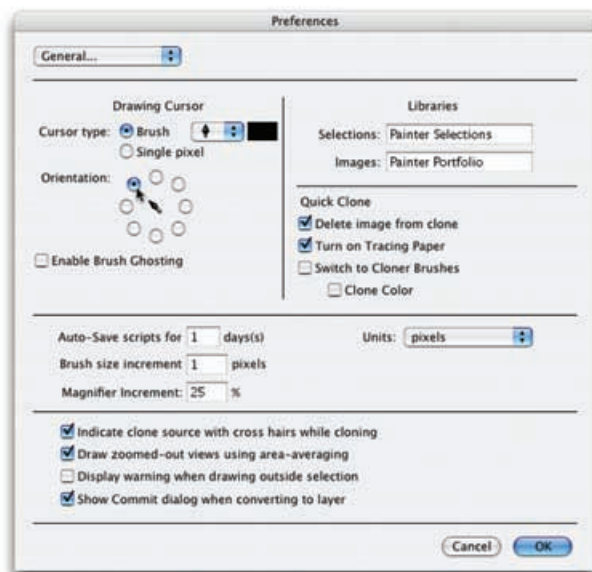 Preferences
General...
Drawing Cursor
Cursor type: Brush
Single pixel
Orientation:
Enable Brush Ghosting
Libraries
Selections: Painter Selections
Images: Painter Portfolio
Quick Clone
Delete image from clone
Turn on Tracing Paper
Switch to Cloner Brushes
Clone Color
Auto-Save scripts for 1 days(s)
Units: pixels
Brush size increment 1 pixels
Magnifier Increment: 25 %
Indicate clone source with cross hairs while cloning
Draw zoomed-out views using area-averaging
Display warning when drawing outside selection
Show Commit dialog when converting to layer
Cancel OK